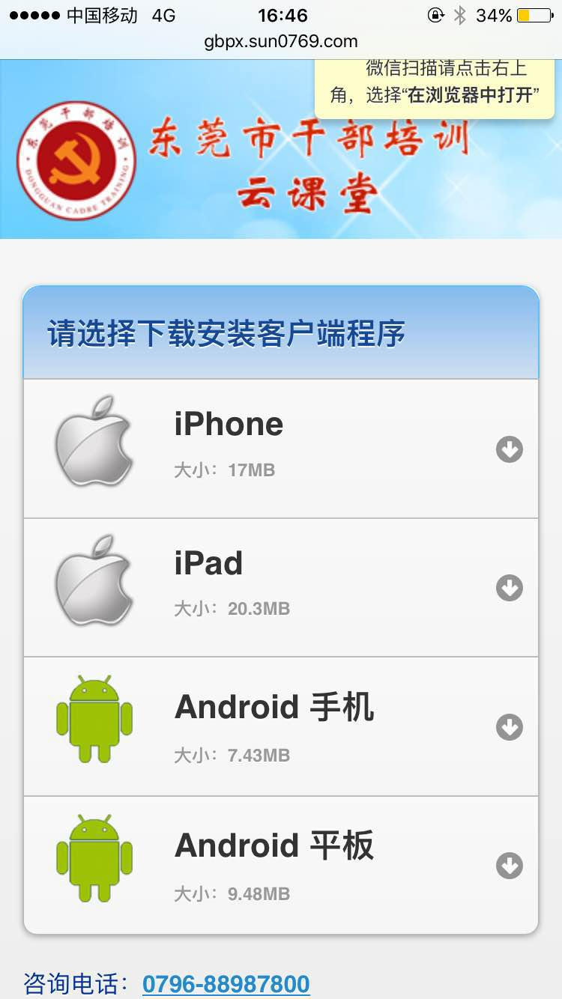 中国移动 4G 16:46 34%
gbpx.sun0769.com
微信扫描请点击右上
角，选择“在浏览器中打开”
东莞市干部培训
DONGGUAN CADRE TRAINING
东莞市干部培训
云课堂
请选择下载安装客户端程序
iPhone
大小：17MB
iPad
大小：20.3MB
Android 手机
大小：7.43MB
Android 平板
大小：9.48MB
咨询电话：0796-88987800